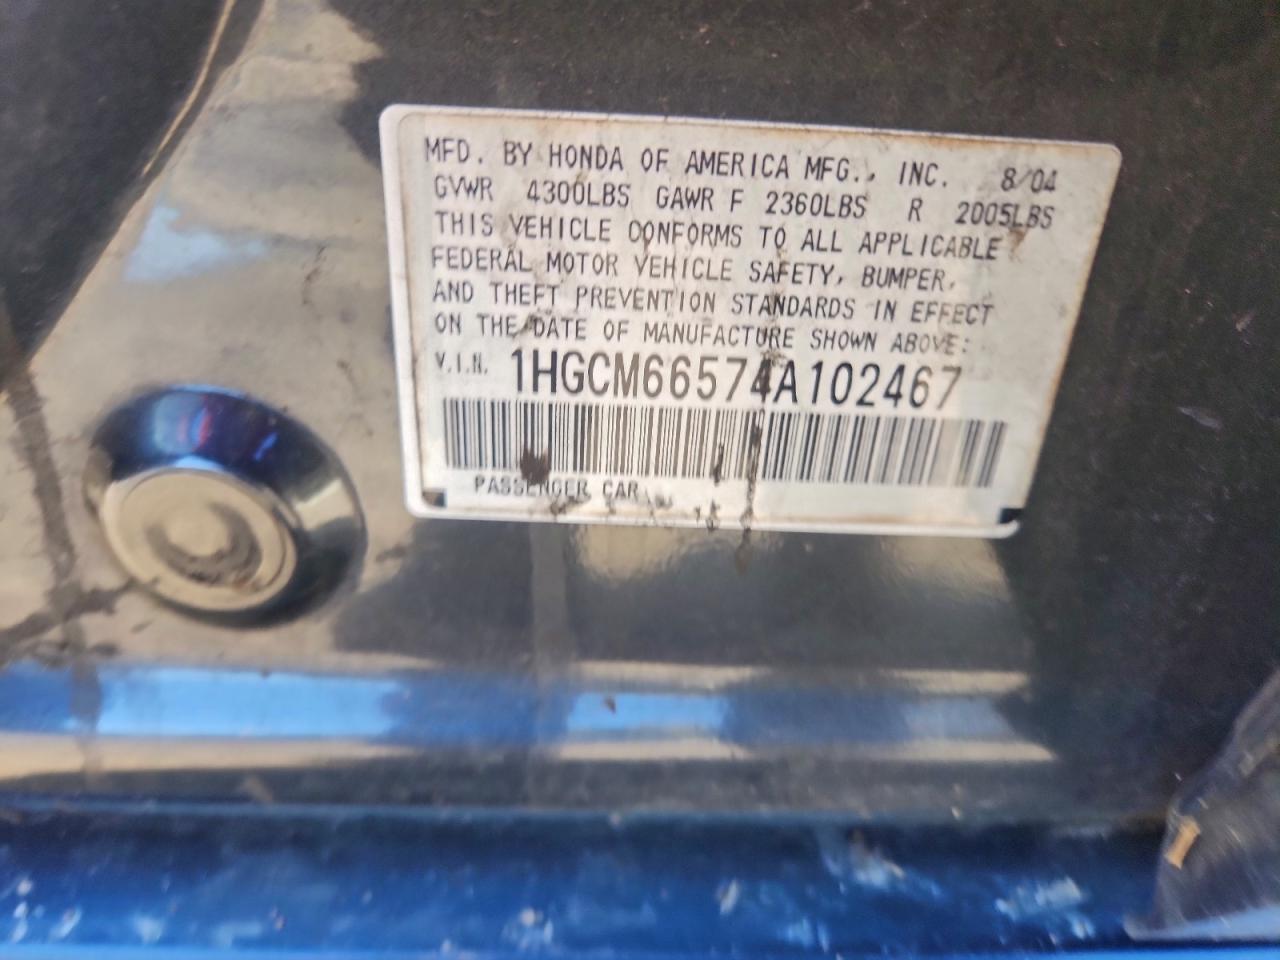 MFD. BY HONDA OF AMERICA MFG., INC. 8/04
GVWR 4300LBS GAWR F 2360LBS R 2005LBS
THIS VEHICLE CONFORMS TO ALL APPLICABLE
FEDERAL MOTOR VEHICLE SAFETY, BUMPER,
AND THEFT PREVENTION STANDARDS IN EFFECT
ON THE DATE OF MANUFACTURE SHOWN ABOVE:
V.I.N. 1HGCM66574A102467
PASSENGER CAR